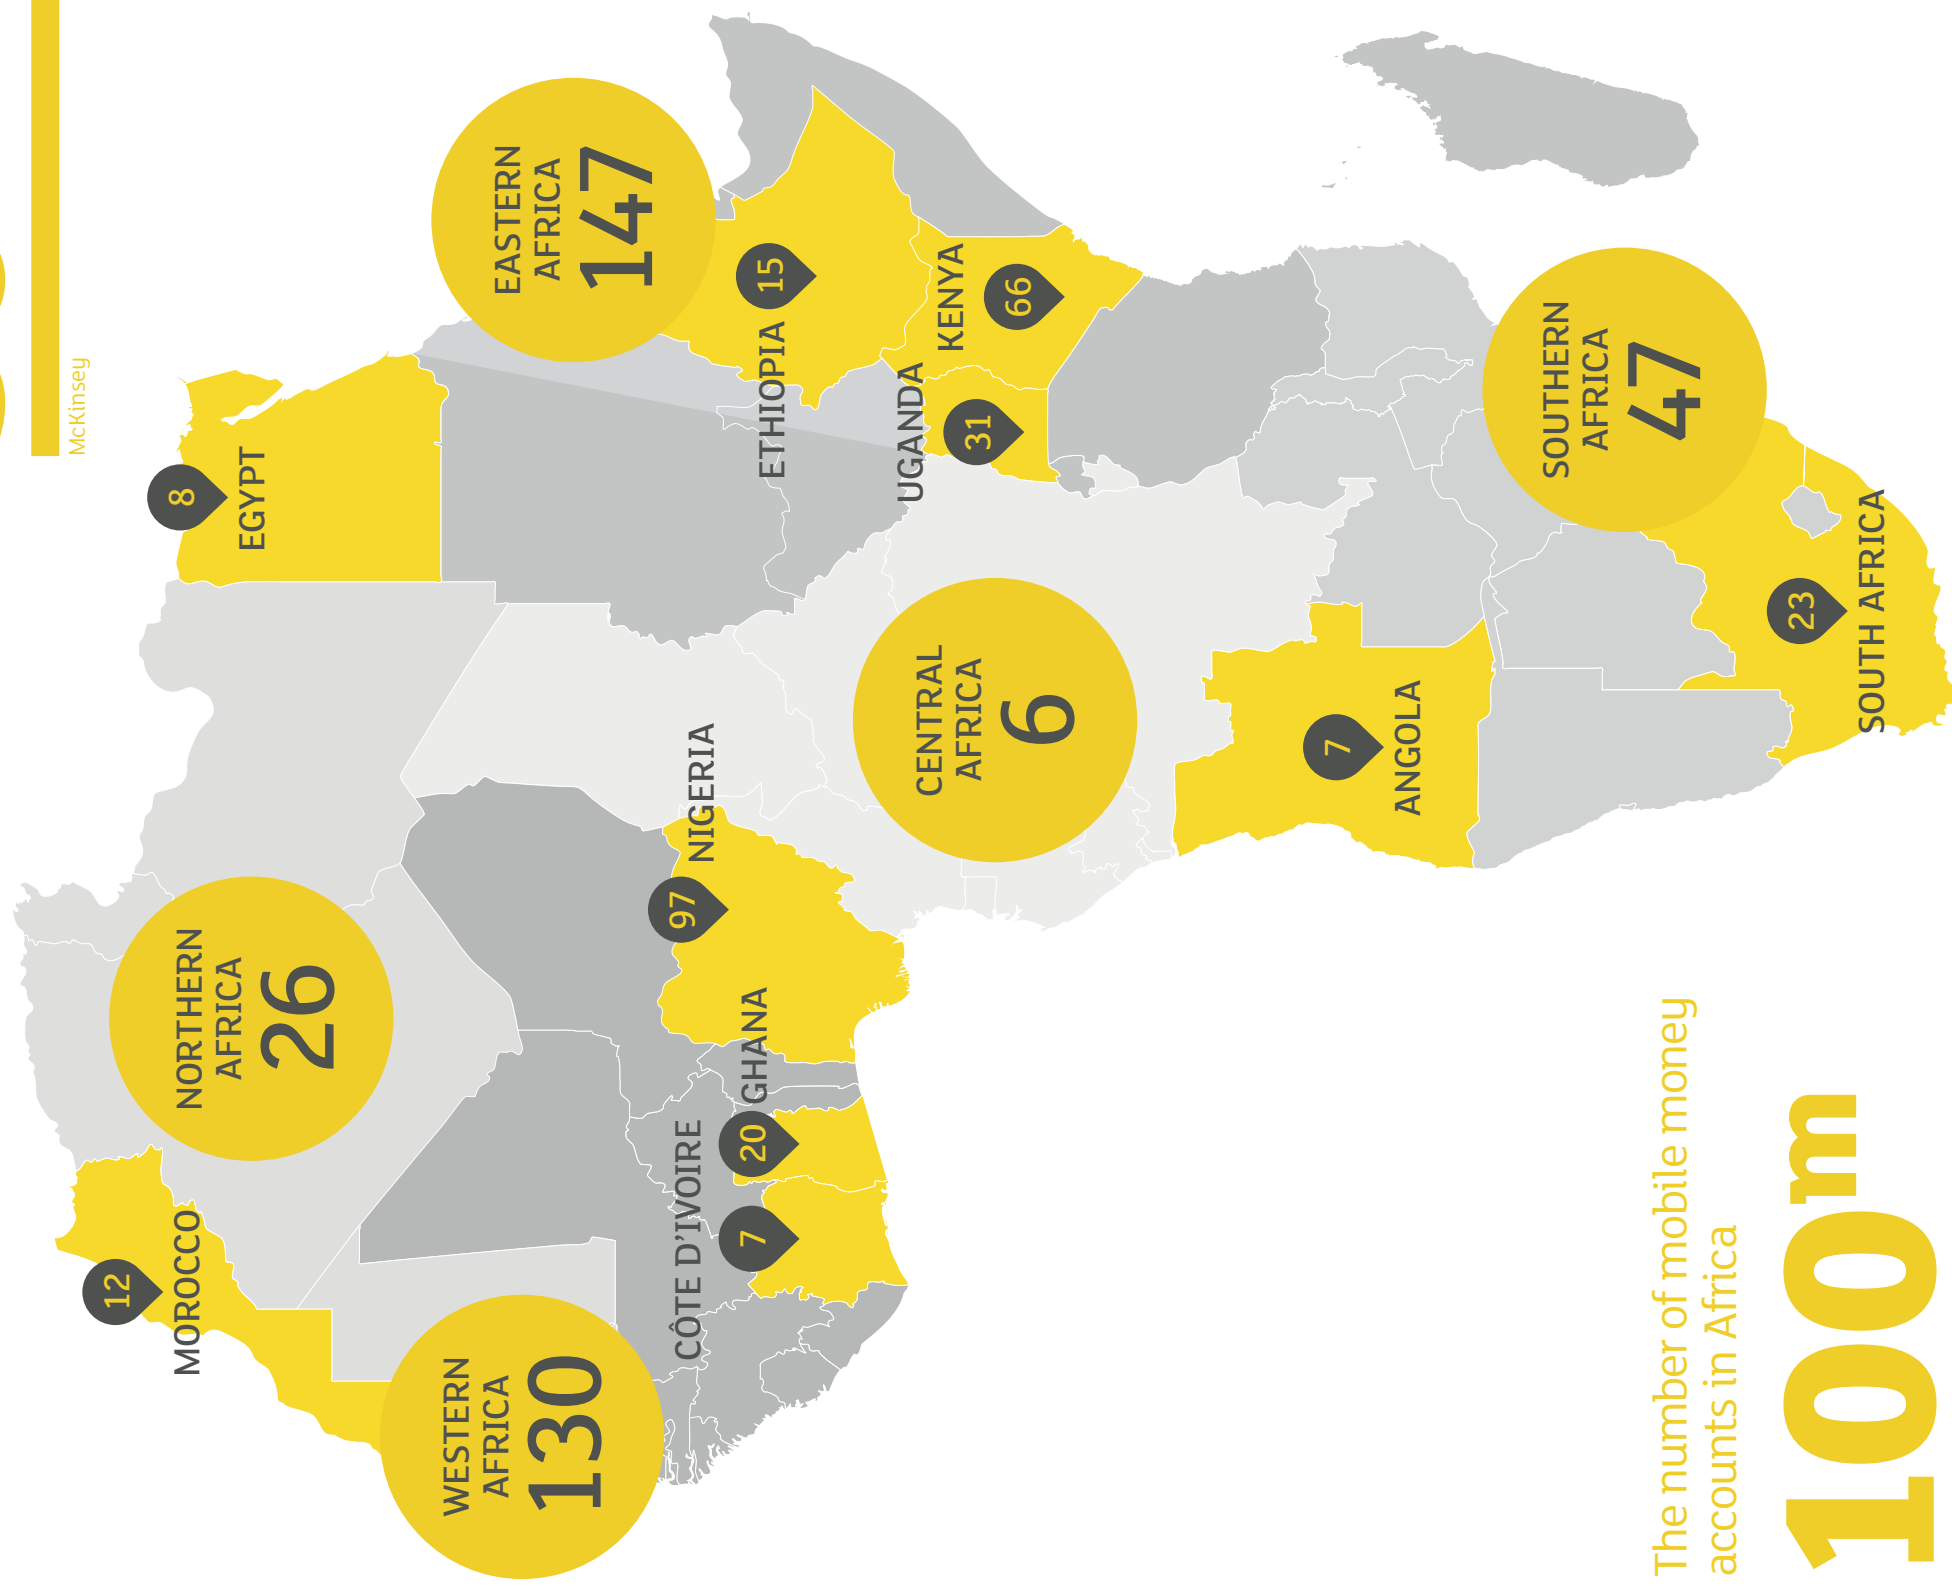 McKinsey
MOROCCO
12
NORTHERN
AFRICA
26
EGYPT
8
WESTERN
AFRICA
130
CÔTE D'IVOIRE
7
GHANA
20
NIGERIA
97
EASTERN
AFRICA
147
ETHIOPIA
15
UGANDA
31
KENYA
66
CENTRAL
AFRICA
6
ANGOLA
7
SOUTHERN
AFRICA
47
SOUTH AFRICA
23
The number of mobile money
accounts in Africa
100m